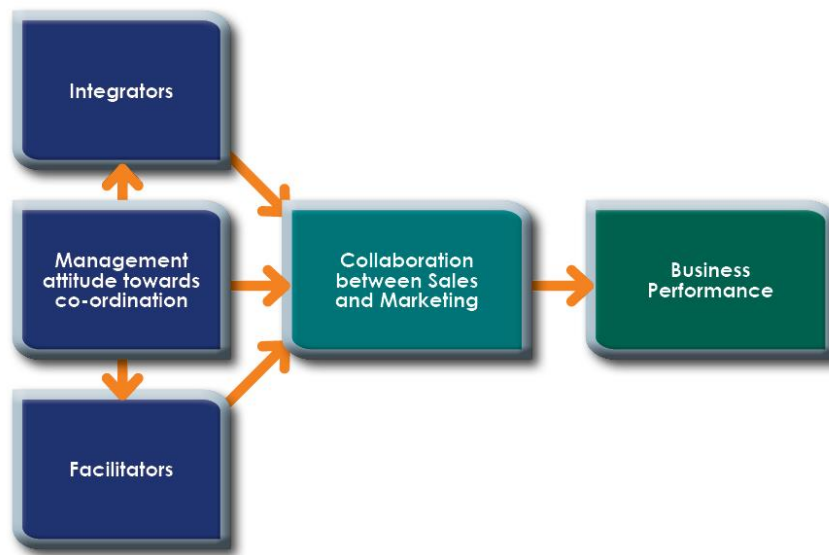 Integrators
Management
attitude towards
co-ordination
Collaboration
between Sales
and Marketing
Business
Performance
Facilitators